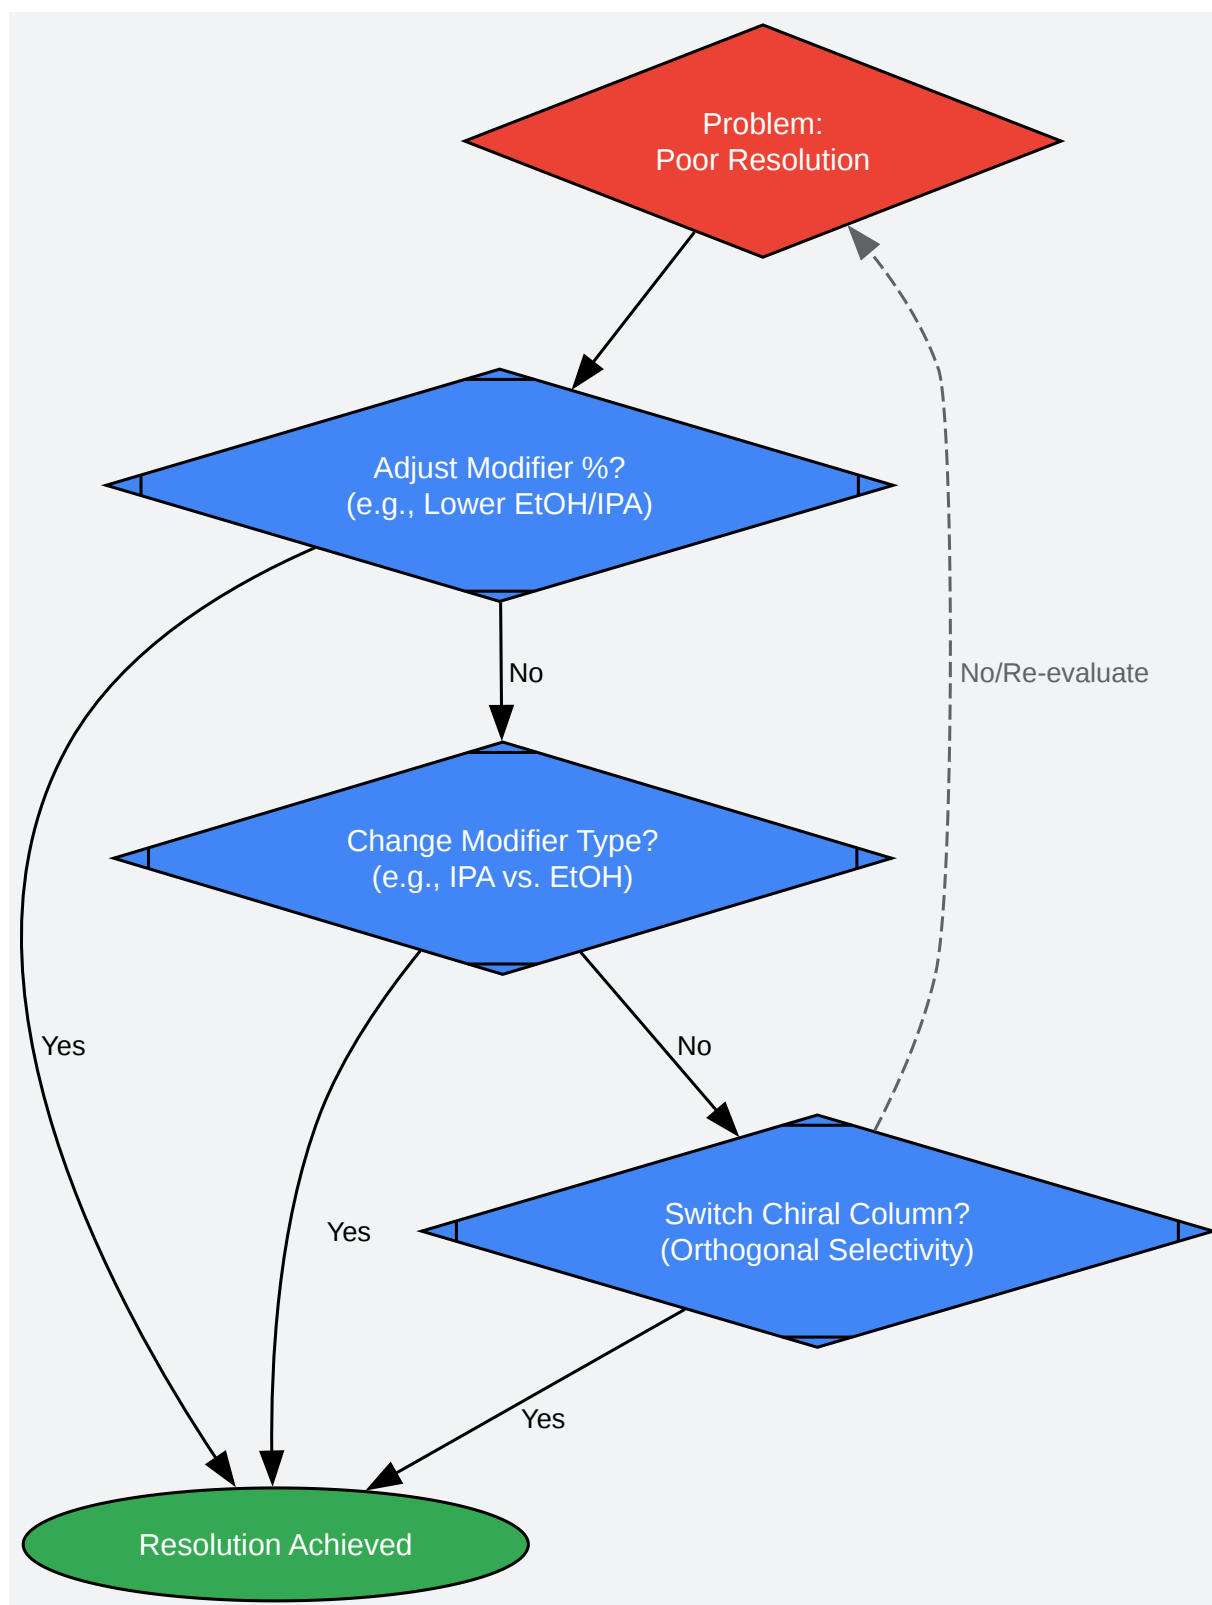 Problem:
Poor Resolution
Adjust Modifier %?
(e.g., Lower EtOH/IPA)
No
No/Re-evaluate
Change Modifier Type?
(e.g., IPA vs. EtOH)
Yes
No
Switch Chiral Column?
(Orthogonal Selectivity)
Yes
Yes
Resolution Achieved